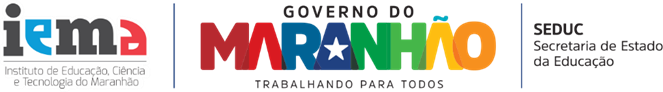 iema
Instituto de Educação, Ciência
e Tecnologia do Maranhão
GOVERNO DO
MARANHÃO
TRABALHANDO PARA TODOS
SEDUC
Secretaria de Estado
da Educação